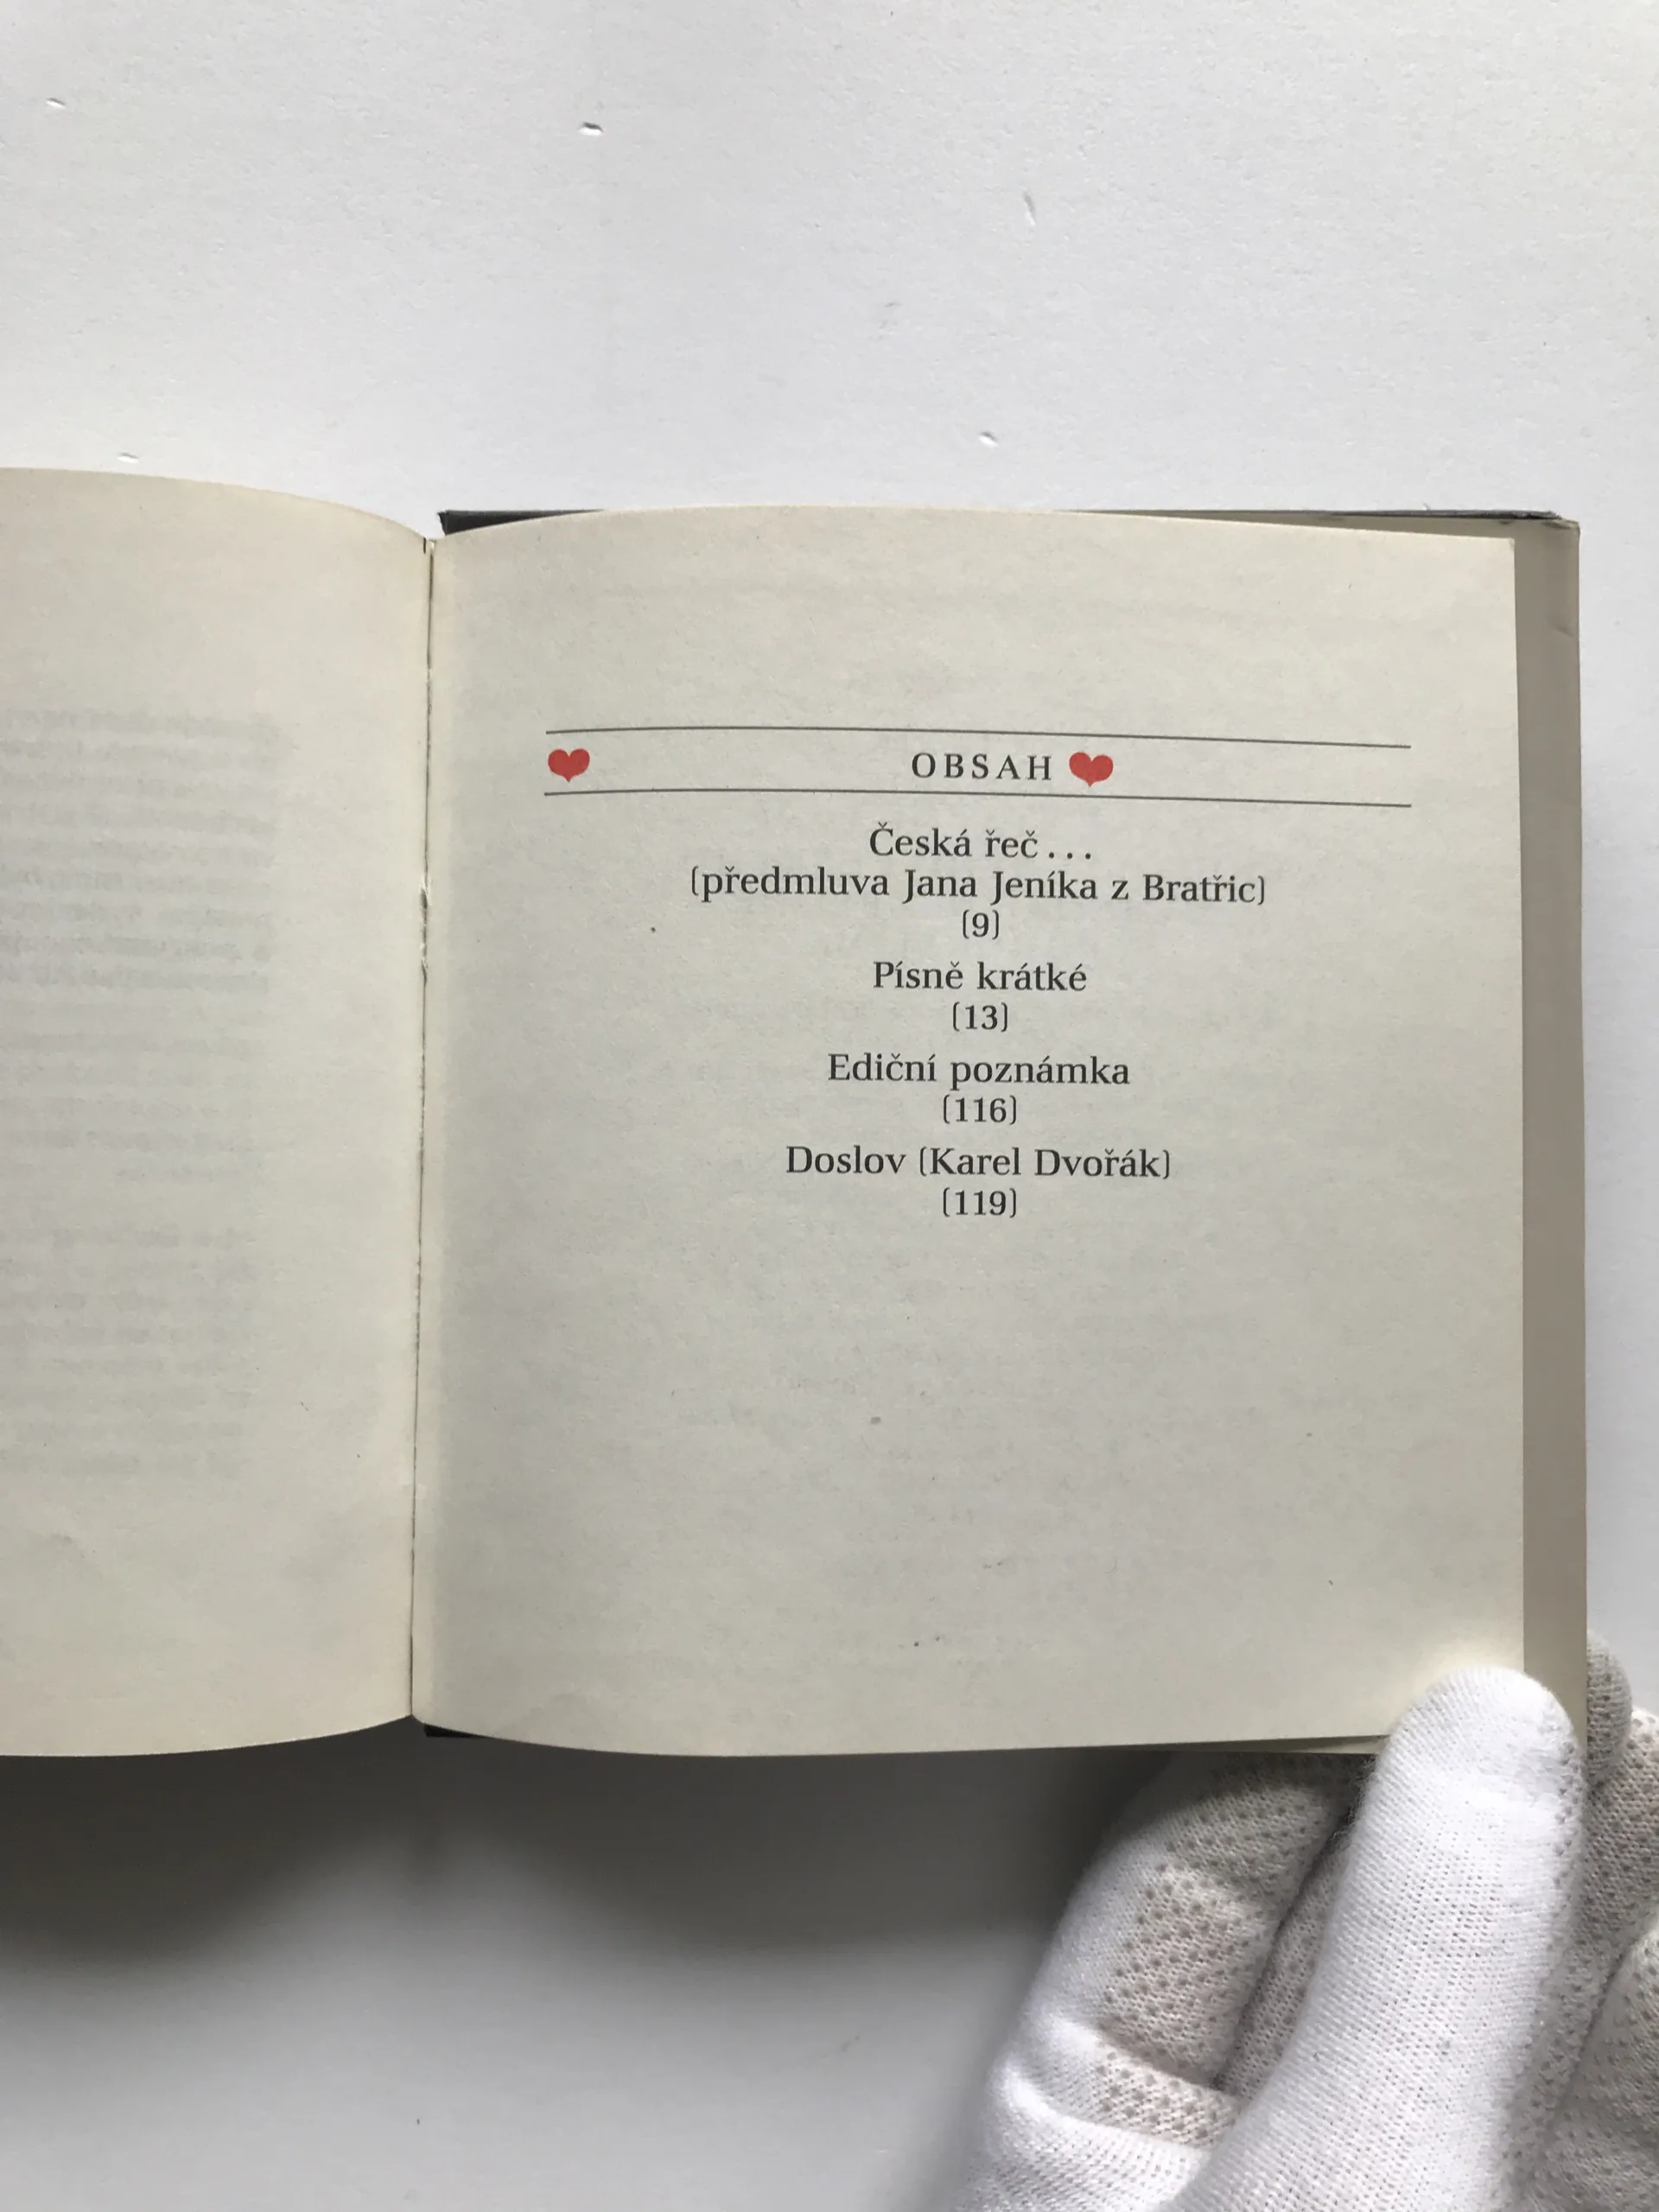 OBSAH
Česká řeč...
(předmluva Jana Jeníka z Bratřic)
(9)
Písně krátké
(13)
Ediční poznámka
(116)
Doslov (Karel Dvořák)
(119)